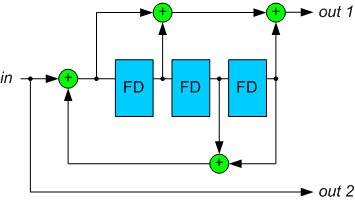 + + out 1
in + FD FD FD
+
out 2